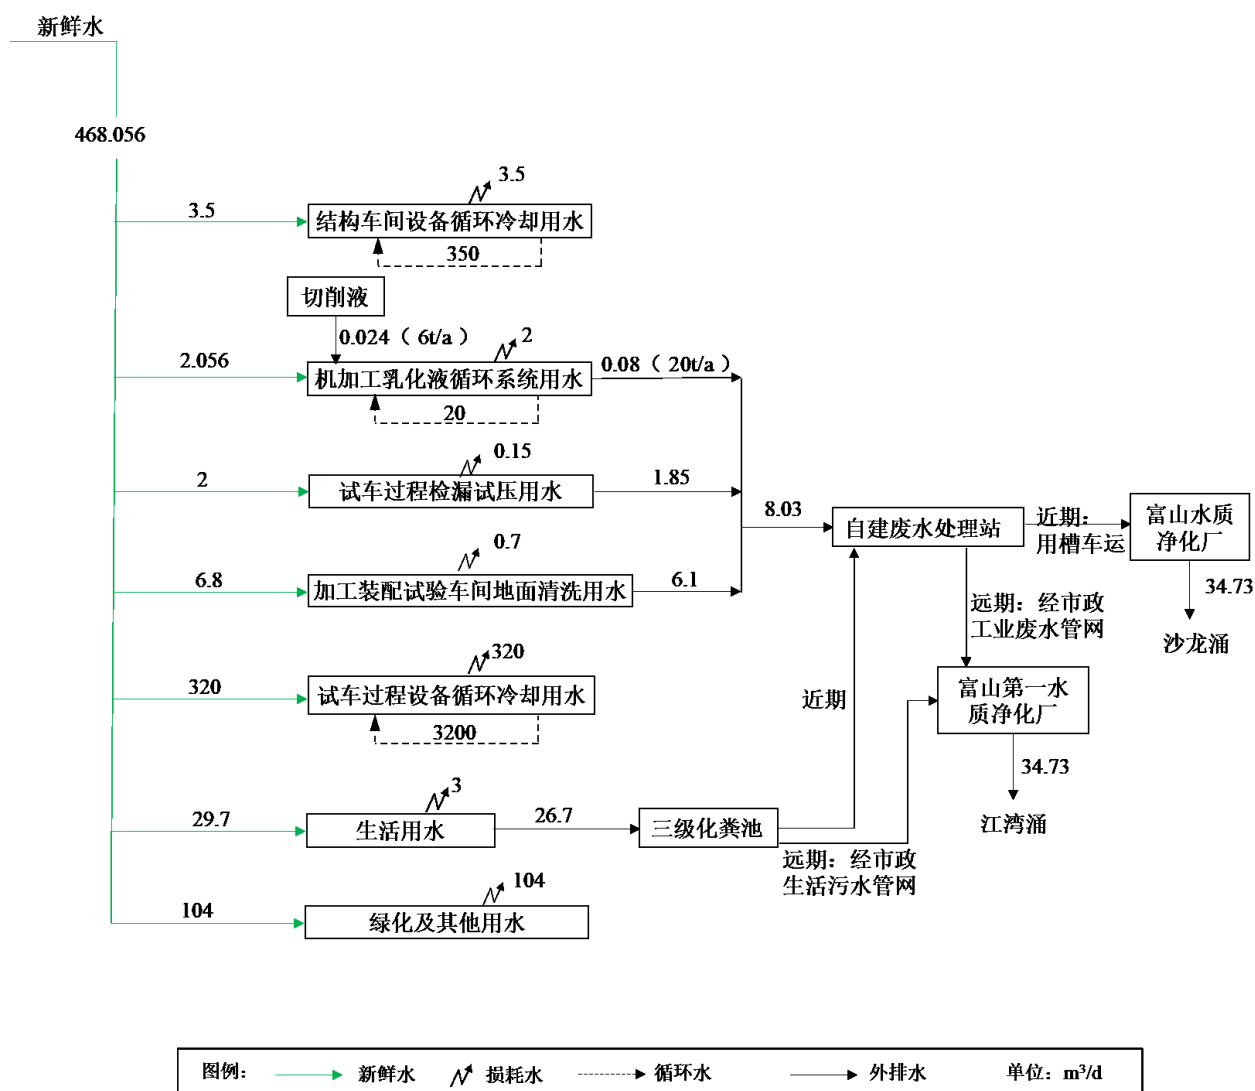 新鲜水
468.056
3.5
3.5
结构车间设备循环冷却用水
350
切削液
0.024（6t/a）
2
2.056
机加工乳化液循环系统用水
0.08（20t/a）
20
0.15
2
试车过程检漏试压用水
1.85
8.03
自建废水处理站
近期：
用槽车运
富山水质
净化厂
34.73
沙龙涌
0.7
6.8
加工装配试验车间地面清洗用水
6.1
远期：经市政
工业废水管网
320
320
试车过程设备循环冷却用水
3200
近期
富山第一水
质净化厂
34.73
江湾涌
3
29.7
生活用水
26.7
三级化粪池
远期：经市政
生活污水管网
104
104
绿化及其他用水
图例：
新鲜水
损耗水
循环水
外排水
单位：m³/d